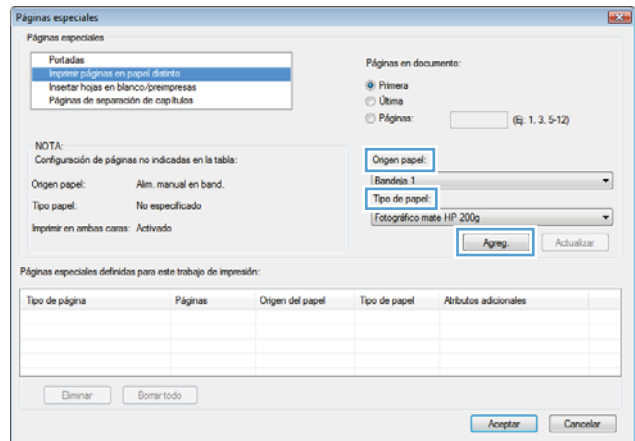 Páginas especiales
Páginas especiales
Portadas
Imprimir páginas en papel distinto
Insertar hojas en blanco/preimpresas
Páginas de separación de capítulos
Páginas en documento:
Primera
Última
Páginas:
(Ej: 1, 3, 5-12)
NOTA:
Configuración de páginas no indicadas en la tabla:
Origen papel: Alim. manual en band.
Tipo papel: No especificado
Imprimir en ambas caras: Activado
Origen papel:
Bandeja 1
Tipo de papel:
Fotográfico mate HP 200g
Agreg. Actualizar
Páginas especiales definidas para este trabajo de impresión:
Tipo de página Páginas Origen del papel Tipo de papel Atributos adicionales
Eliminar Borrar todo
Aceptar Cancelar